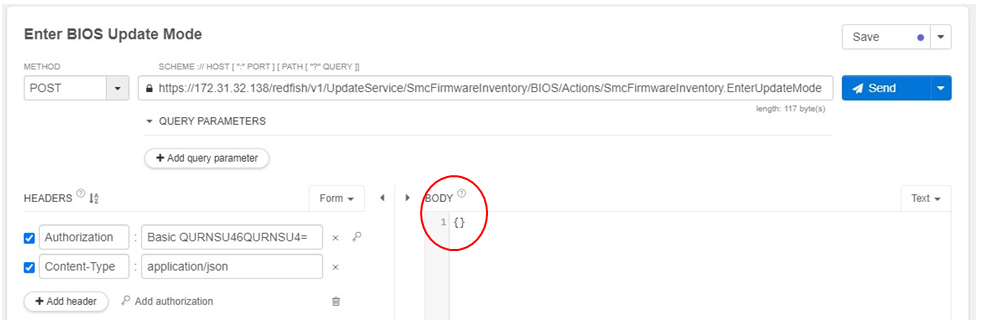 Enter BIOS Update Mode
Save
METHOD
SCHEME :// HOST [ ":" PORT ] [ PATH [ "?" QUERY ]]
POST
https://172.31.32.138/redfish/v1/UpdateService/SmcFirmwareInventory/BIOS/Actions/SmcFirmwareInventory.EnterUpdateMode
Send
length: 117 byte(s)
QUERY PARAMETERS
+ Add query parameter
HEADERS ?
Form
BODY ?
Text
Authorization : Basic QURNSU46QURNSU4= ×
1 {}
Content-Type : application/json ×
+ Add header
Add authorization